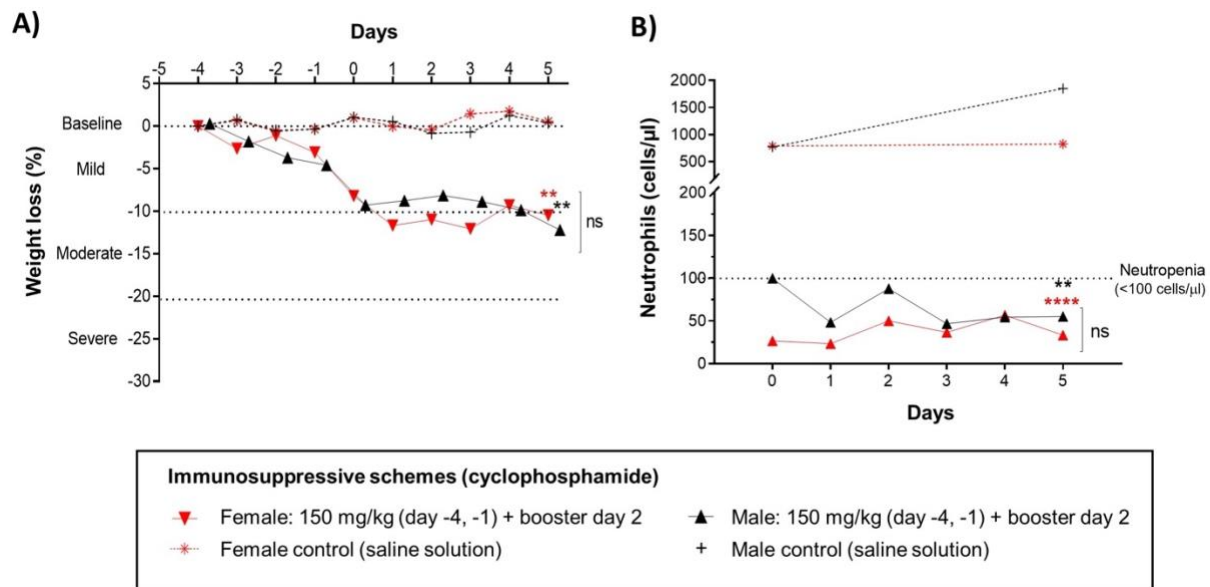 A)
Days
-5 -4 -3 -2 -1 0 1 2 3 4 5
5
Baseline 0
Mild
-5
-10
Moderate -15
-20
Severe -25
-30
Weight loss (%)
**
**
ns
B)
2000
1500
1000
500
200
150
100
50
0
Neutrophils (cells/µl)
Neutropenia
(<100 cells/µl)
**
****
ns
0 1 2 3 4 5
Days
Immunosuppressive schemes (cyclophosphamide)
Female: 150 mg/kg (day -4, -1) + booster day 2
Male: 150 mg/kg (day -4, -1) + booster day 2
Female control (saline solution)
Male control (saline solution)